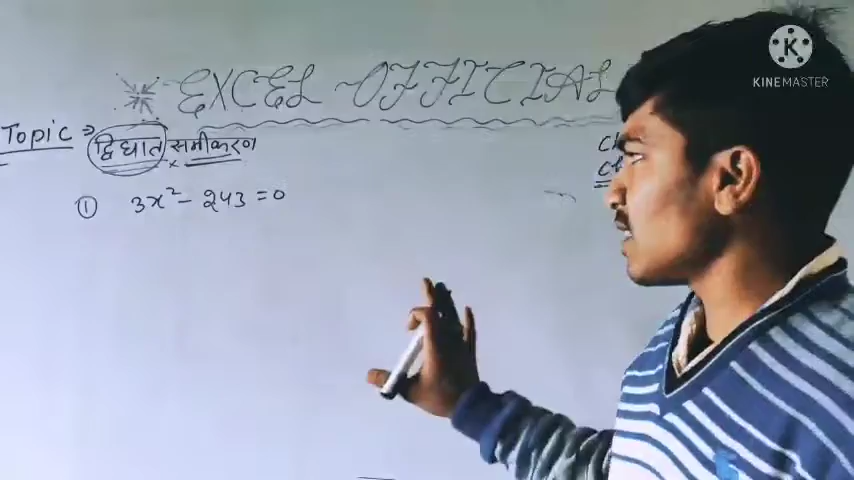 EXCEL OFFICIAL
KINEMASTER
Topic ⇒ द्विघात समीकरण
① 3x² - 243 = 0